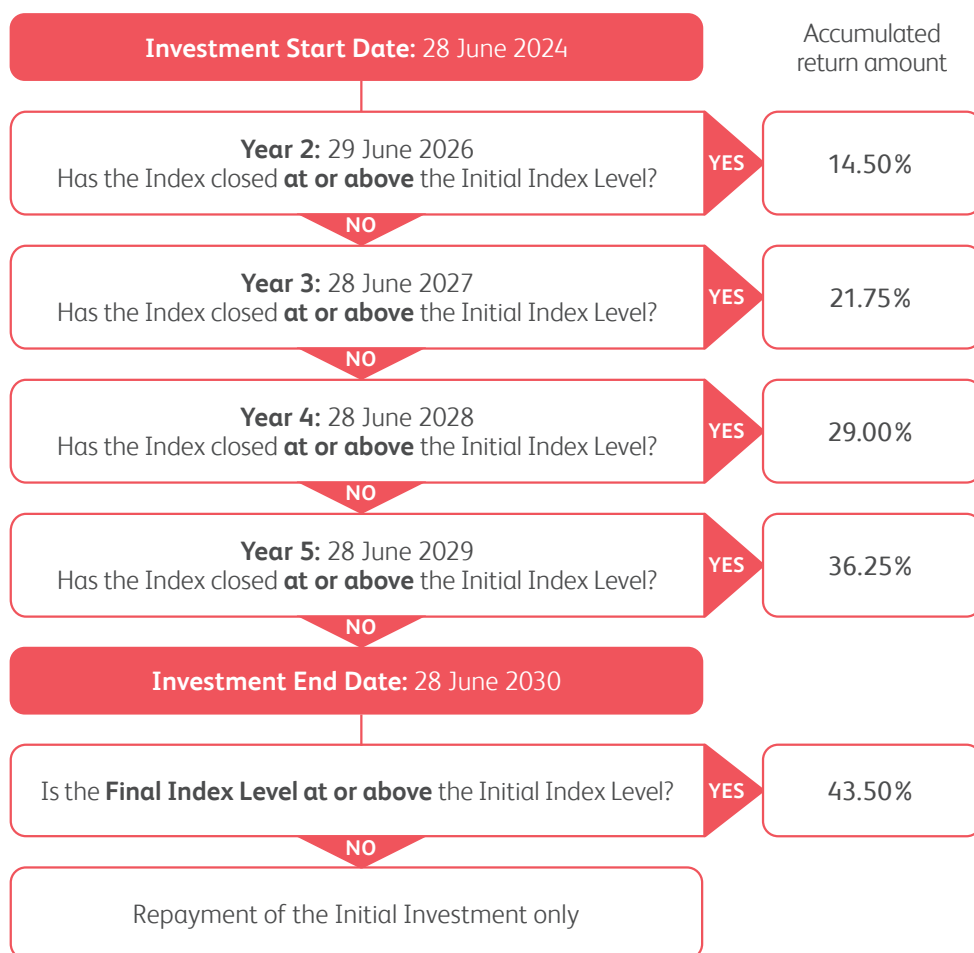 Investment Start Date: 28 June 2024
Accumulated
return amount
Year 2: 29 June 2026
Has the Index closed at or above the Initial Index Level?
YES
14.50%
NO
Year 3: 28 June 2027
Has the Index closed at or above the Initial Index Level?
YES
21.75%
NO
Year 4: 28 June 2028
Has the Index closed at or above the Initial Index Level?
YES
29.00%
NO
Year 5: 28 June 2029
Has the Index closed at or above the Initial Index Level?
YES
36.25%
NO
Investment End Date: 28 June 2030
Is the Final Index Level at or above the Initial Index Level?
YES
43.50%
NO
Repayment of the Initial Investment only